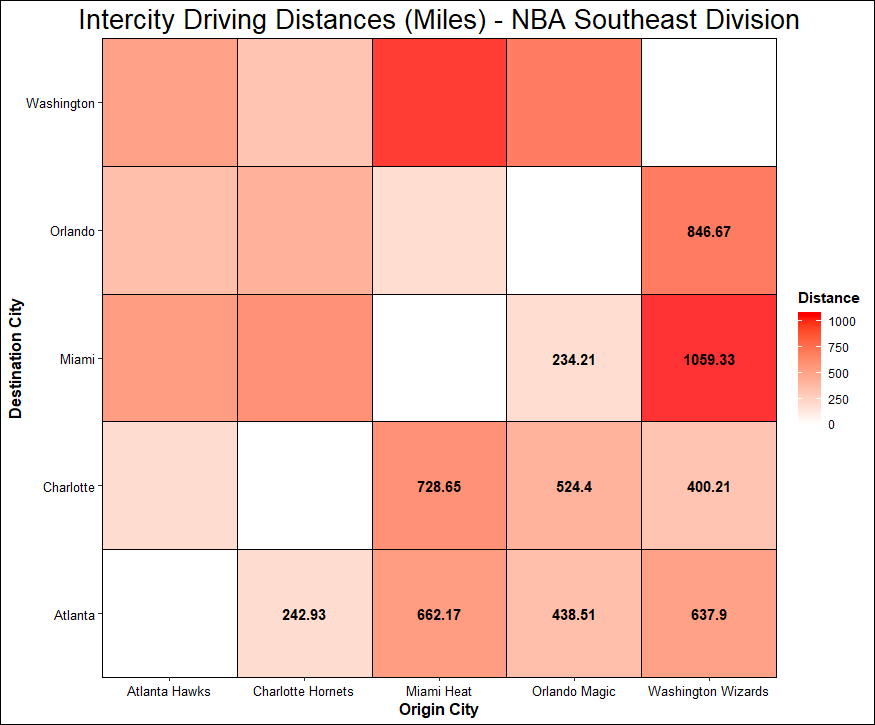 Intercity Driving Distances (Miles) - NBA Southeast Division
Washington
Orlando
846.67
Miami
234.21
1059.33
Charlotte
728.65
524.4
400.21
Atlanta
242.93
662.17
438.51
637.9
Destination City
Atlanta Hawks
Charlotte Hornets
Miami Heat
Orlando Magic
Washington Wizards
Origin City
Distance
1000
750
500
250
0